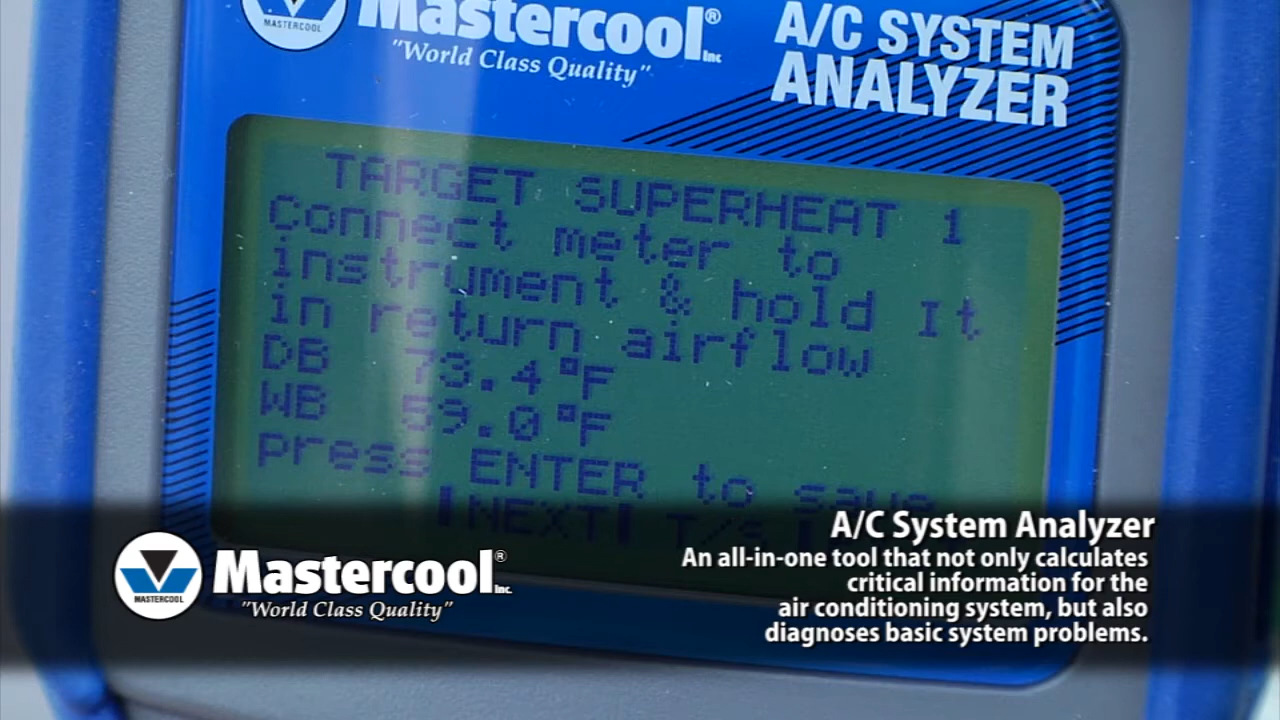 MASTERCOOL
Mastercool® Inc
"World Class Quality"
A/C SYSTEM
ANALYZER
TARGET SUPERHEAT 1
Connect meter to
instrument & hold It
in return airflow
DB 73.4°F
WB 59.0°F
press ENTER to save
NEXT T/S
MASTERCOOL
Mastercool® Inc.
"World Class Quality"
A/C System Analyzer
An all-in-one tool that not only calculates
critical information for the
air conditioning system, but also
diagnoses basic system problems.